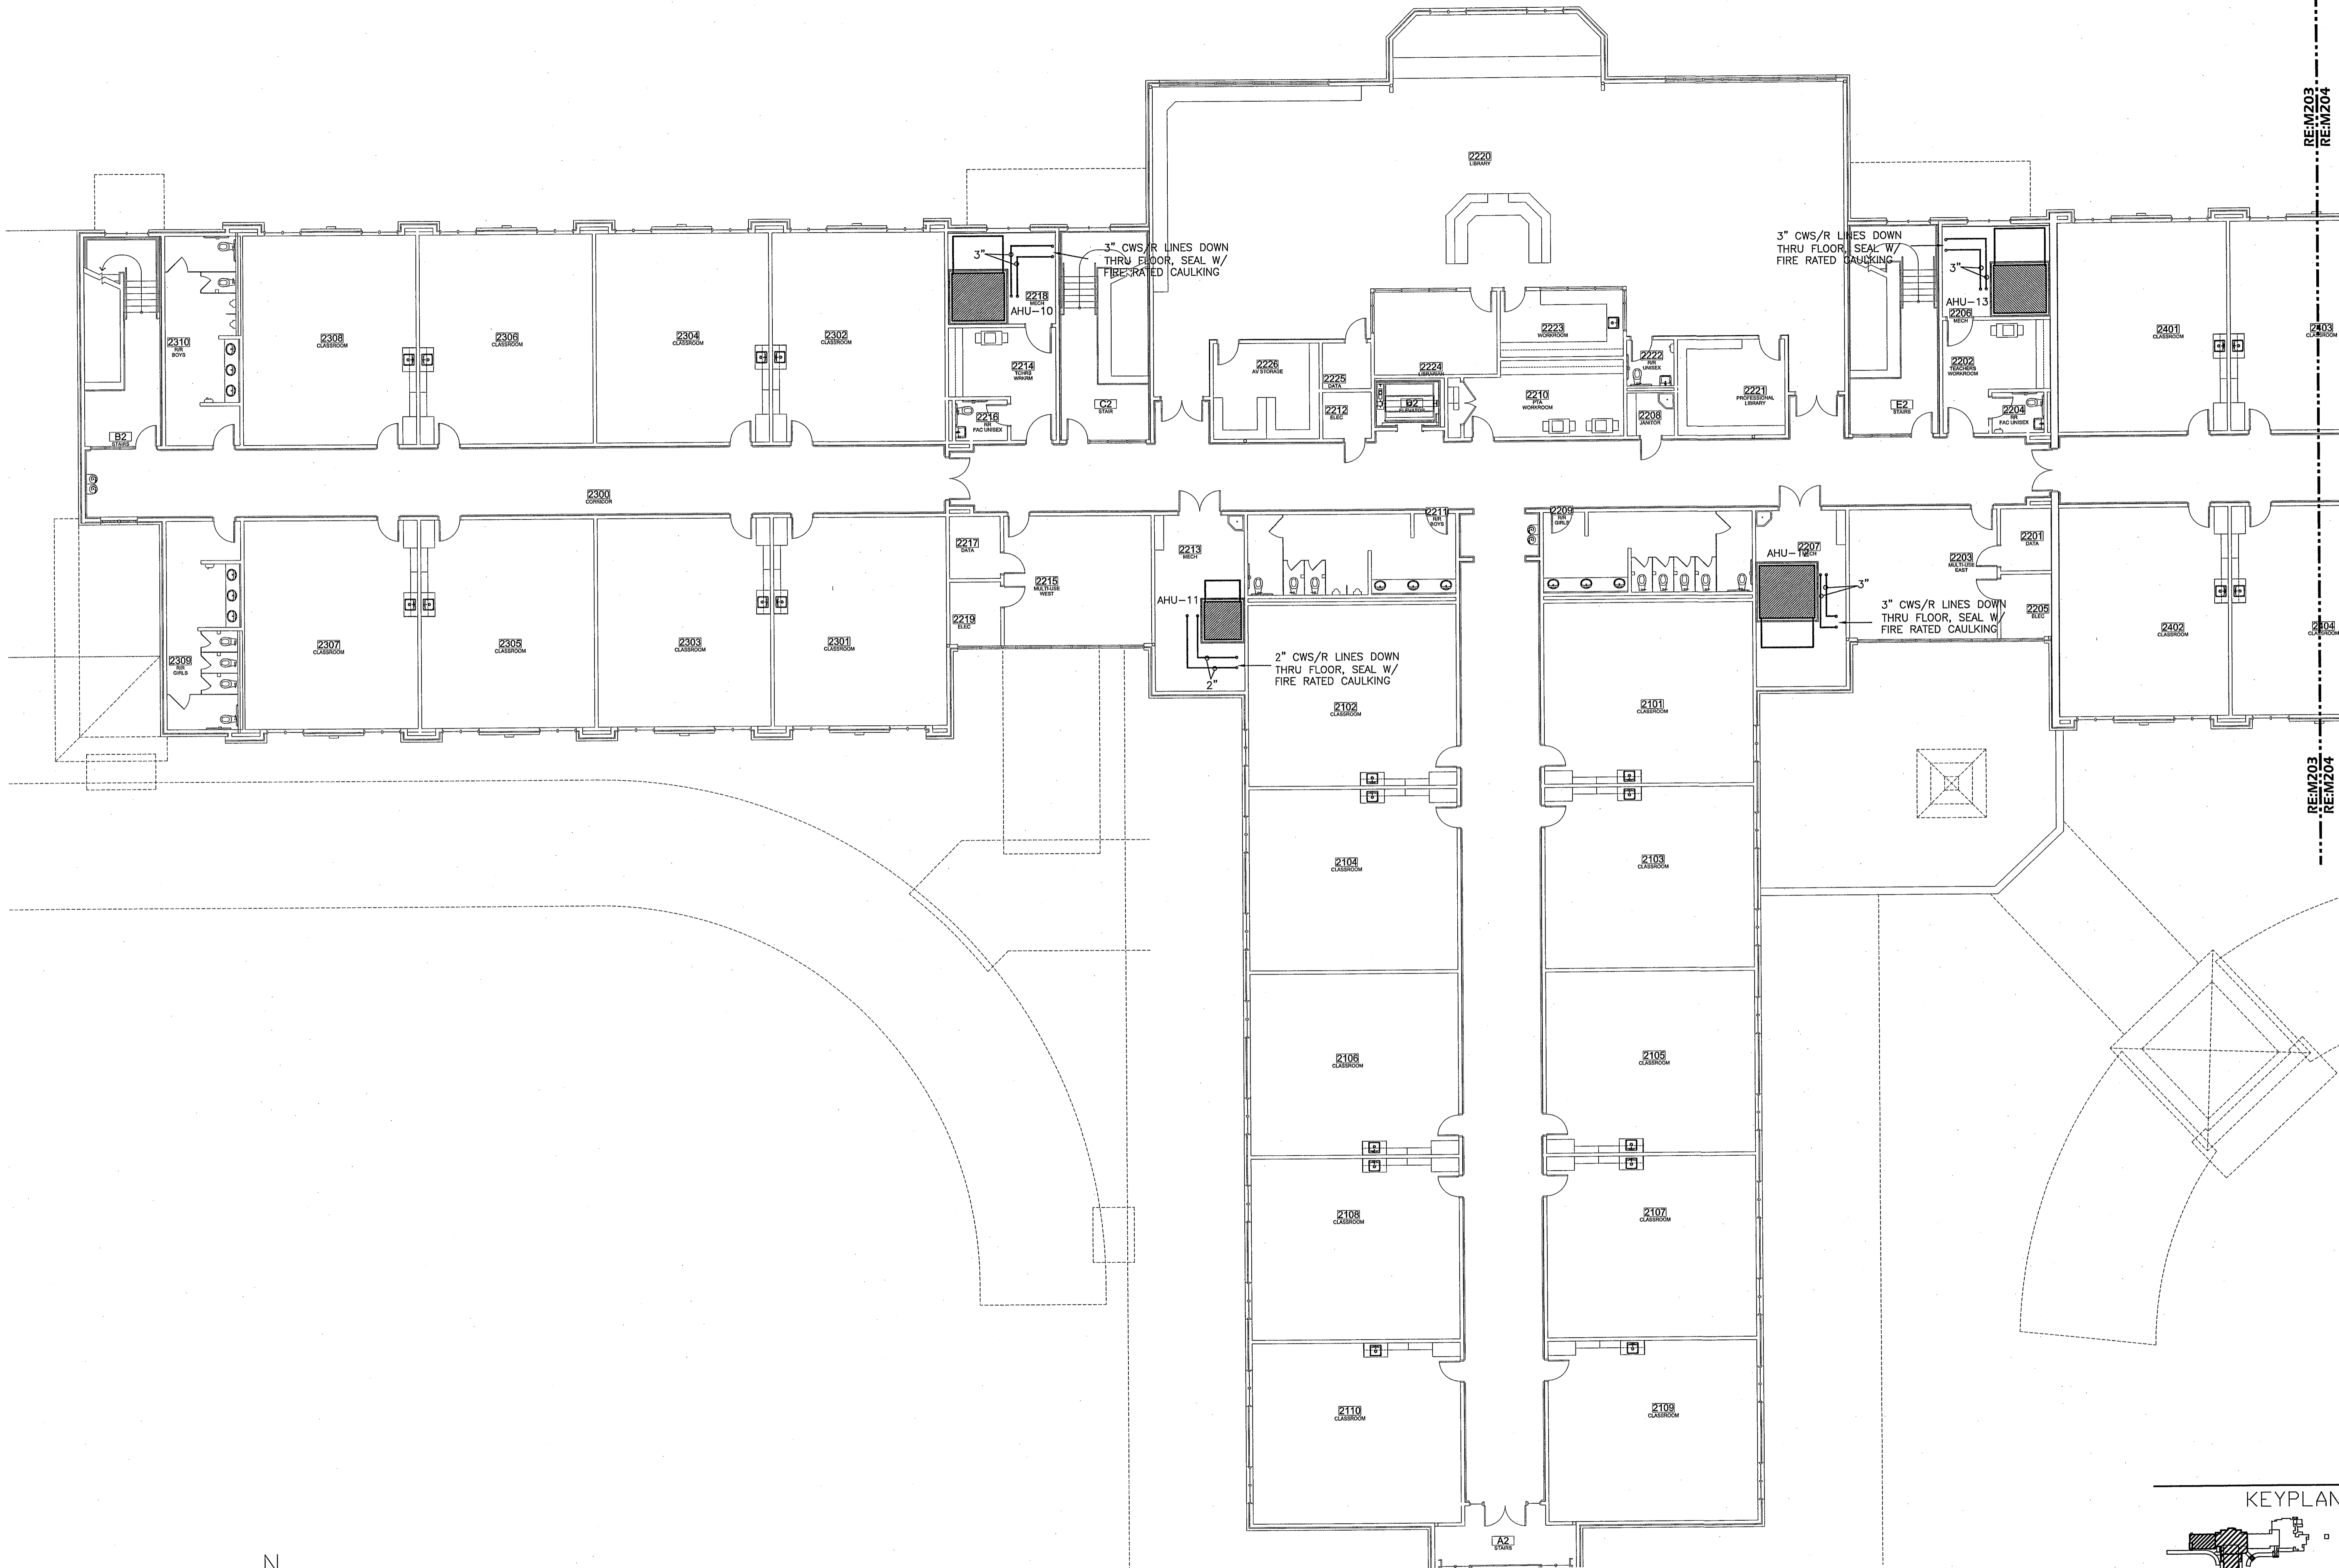 RE:M203
RE:M204
2220
LIBRARY
3" CWS/R LINES DOWN
THRU FLOOR, SEAL W/
FIRE RATED CAULKING
3"
2218
MECH
AHU-10
3" CWS/R LINES DOWN
THRU FLOOR, SEAL W/
FIRE RATED CAULKING
3"
AHU-13
2206
MECH
2310
R/R
BOYS
2308
CLASSROOM
2306
CLASSROOM
2304
CLASSROOM
2302
CLASSROOM
2214
TCHRS
WRKRM
2216
RR
FAC UNISEX
C2
STAIR
2226
AV STORAGE
2225
DATA
2212
ELEC
2224
LIBRARIAN
D2
ELEVATOR
2223
WORKROOM
2210
PTA
WORKROOM
2222
R/R
UNISEX
2208
JANITOR
2221
PROFESSIONAL
LIBRARY
E2
STAIRS
2202
TEACHERS
WORKROOM
2204
RR
FAC UNISEX
2401
CLASSROOM
2403
CLASSROOM
B2
STAIRS
2300
CORRIDOR
2309
R/R
GIRLS
2307
CLASSROOM
2305
CLASSROOM
2303
CLASSROOM
2301
CLASSROOM
2217
DATA
2219
ELEC
2215
MULTI-USE
WEST
2213
MECH
AHU-11
2"
2" CWS/R LINES DOWN
THRU FLOOR, SEAL W/
FIRE RATED CAULKING
2211
R/R
BOYS
2209
R/R
GIRLS
AHU-12
2207
MECH
3"
3" CWS/R LINES DOWN
THRU FLOOR, SEAL W/
FIRE RATED CAULKING
2203
MULTI-USE
EAST
2201
DATA
2205
ELEC
2402
CLASSROOM
2404
CLASSROOM
2102
CLASSROOM
2101
CLASSROOM
RE:M203
RE:M204
2104
CLASSROOM
2103
CLASSROOM
2106
CLASSROOM
2105
CLASSROOM
2108
CLASSROOM
2107
CLASSROOM
2110
CLASSROOM
2109
CLASSROOM
A2
STAIRS
KEYPLAN
N